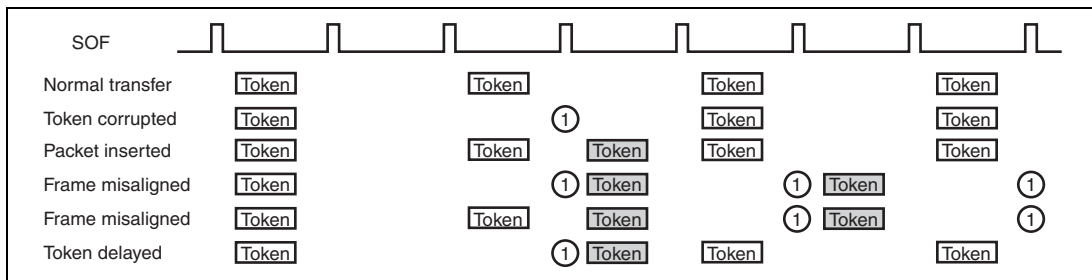 SOF
Normal transfer Token Token Token Token
Token corrupted Token 1 Token Token
Packet inserted Token Token Token Token Token
Frame misaligned Token 1 Token 1 Token 1
Frame misaligned Token Token Token 1 Token 1
Token delayed Token 1 Token Token Token